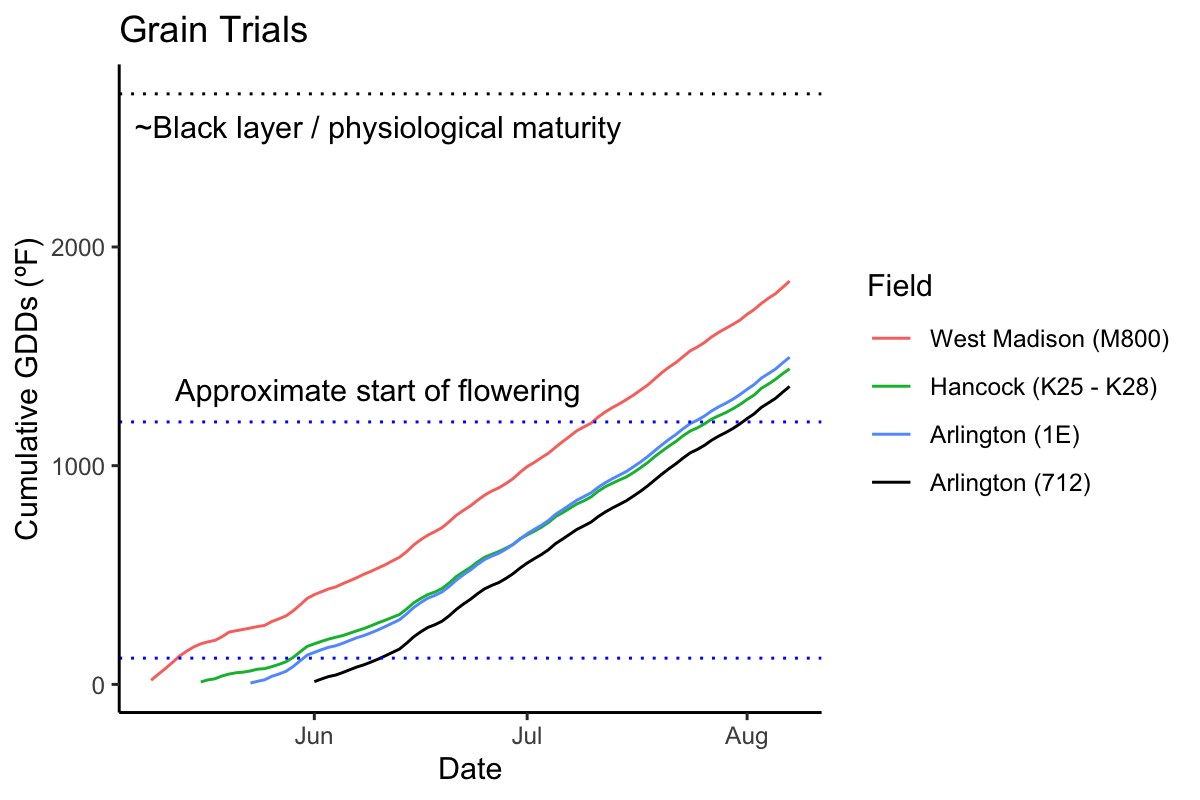 Grain Trials
~Black layer / physiological maturity
2000
Approximate start of flowering
1000
0
Cumulative GDDs (ºF)
Jun
Jul
Aug
Date
Field
West Madison (M800)
Hancock (K25 - K28)
Arlington (1E)
Arlington (712)